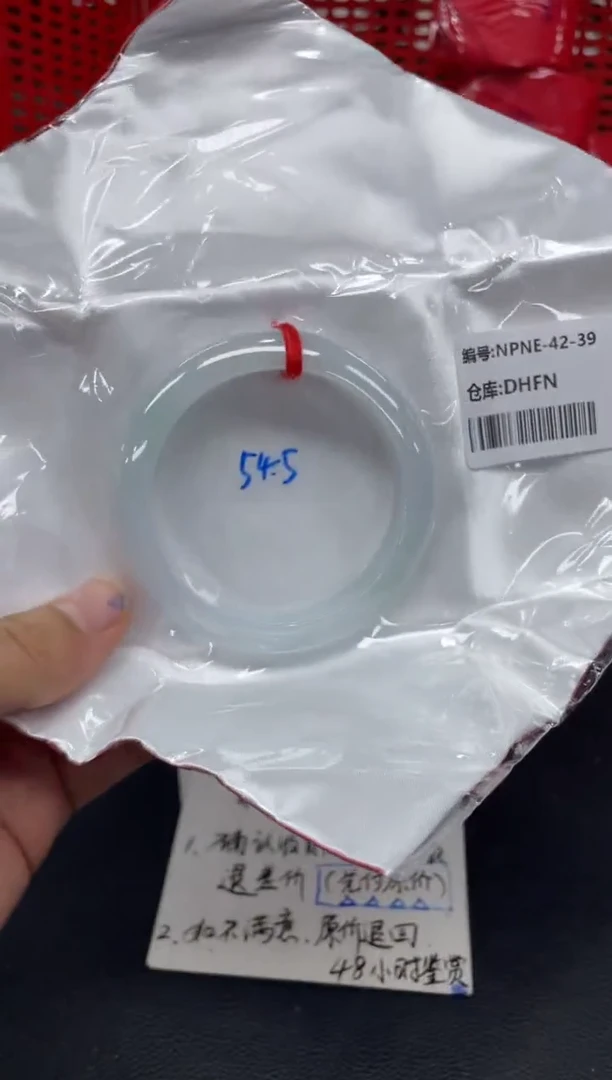 编号:NPNE-42-39
仓库:DHFN
54.5
1、确认收
退差价 (先付原价)
2、如不满意、原价退回
48小时鉴赏